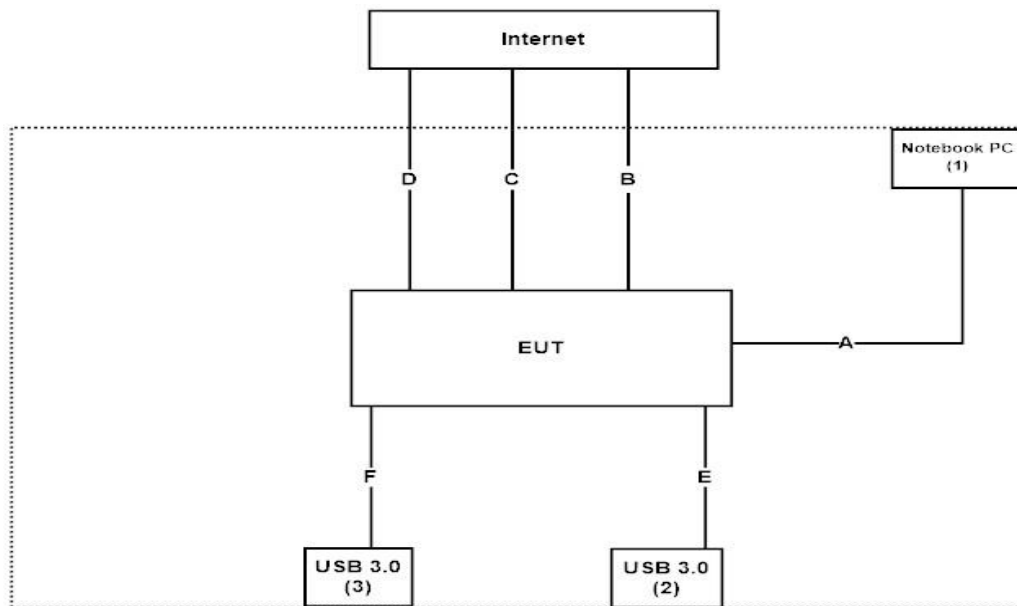 Internet
Notebook PC
(1)
D
C
B
EUT
A
F
E
USB 3.0
(3)
USB 3.0
(2)